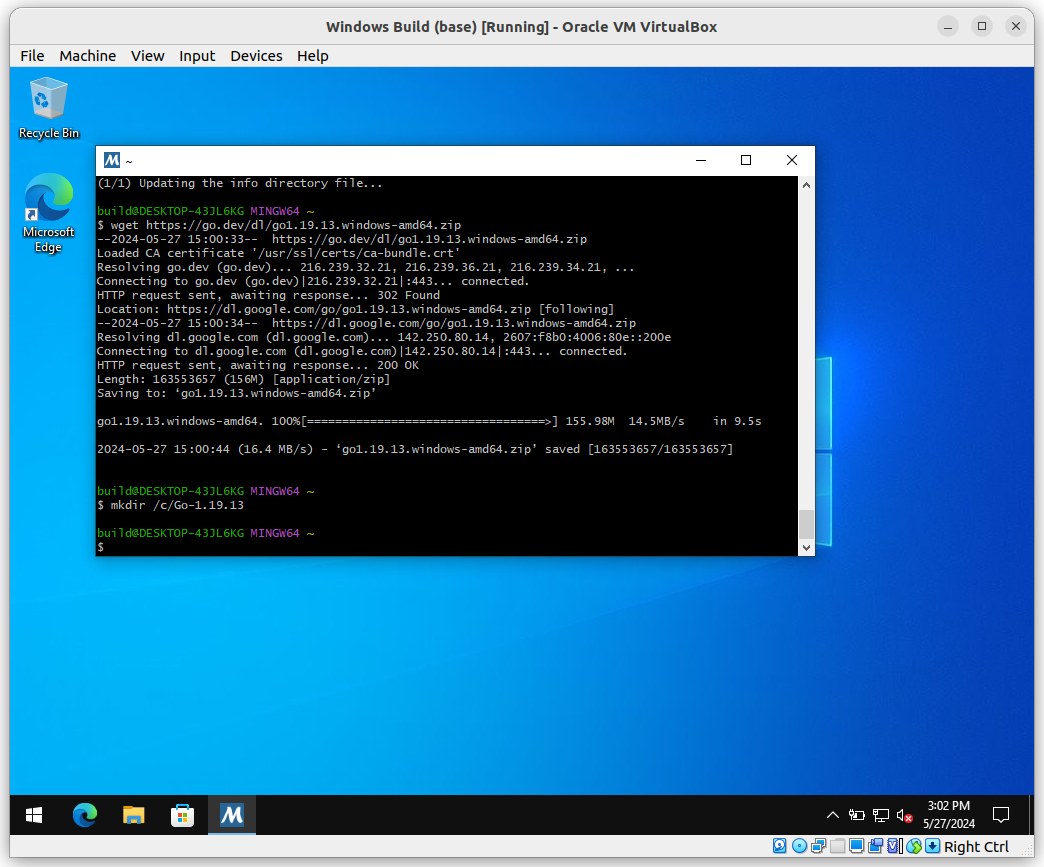 Windows Build (base) [Running] - Oracle VM VirtualBox
File Machine View Input Devices Help
Recycle Bin
Microsoft
Edge
~
(1/1) Updating the info directory file...
build@DESKTOP-43JL6KG MINGW64 ~
$ wget https://go.dev/dl/go1.19.13.windows-amd64.zip
--2024-05-27 15:00:33--  https://go.dev/dl/go1.19.13.windows-amd64.zip
Loaded CA certificate '/usr/ssl/certs/ca-bundle.crt'
Resolving go.dev (go.dev)... 216.239.32.21, 216.239.36.21, 216.239.34.21, ...
Connecting to go.dev (go.dev)|216.239.32.21|:443... connected.
HTTP request sent, awaiting response... 302 Found
Location: https://dl.google.com/go/go1.19.13.windows-amd64.zip [following]
--2024-05-27 15:00:34--  https://dl.google.com/go/go1.19.13.windows-amd64.zip
Resolving dl.google.com (dl.google.com)... 142.250.80.14, 2607:f8b0:4006:80e::200e
Connecting to dl.google.com (dl.google.com)|142.250.80.14|:443... connected.
HTTP request sent, awaiting response... 200 OK
Length: 163553657 (156M) [application/zip]
Saving to: ‘go1.19.13.windows-amd64.zip’
go1.19.13.windows-amd64. 100%[==================================>] 155.98M  14.5MB/s    in 9.5s
2024-05-27 15:00:44 (16.4 MB/s) - ‘go1.19.13.windows-amd64.zip’ saved [163553657/163553657]
build@DESKTOP-43JL6KG MINGW64 ~
$ mkdir /c/Go-1.19.13
build@DESKTOP-43JL6KG MINGW64 ~
$
3:02 PM
5/27/2024
Right Ctrl